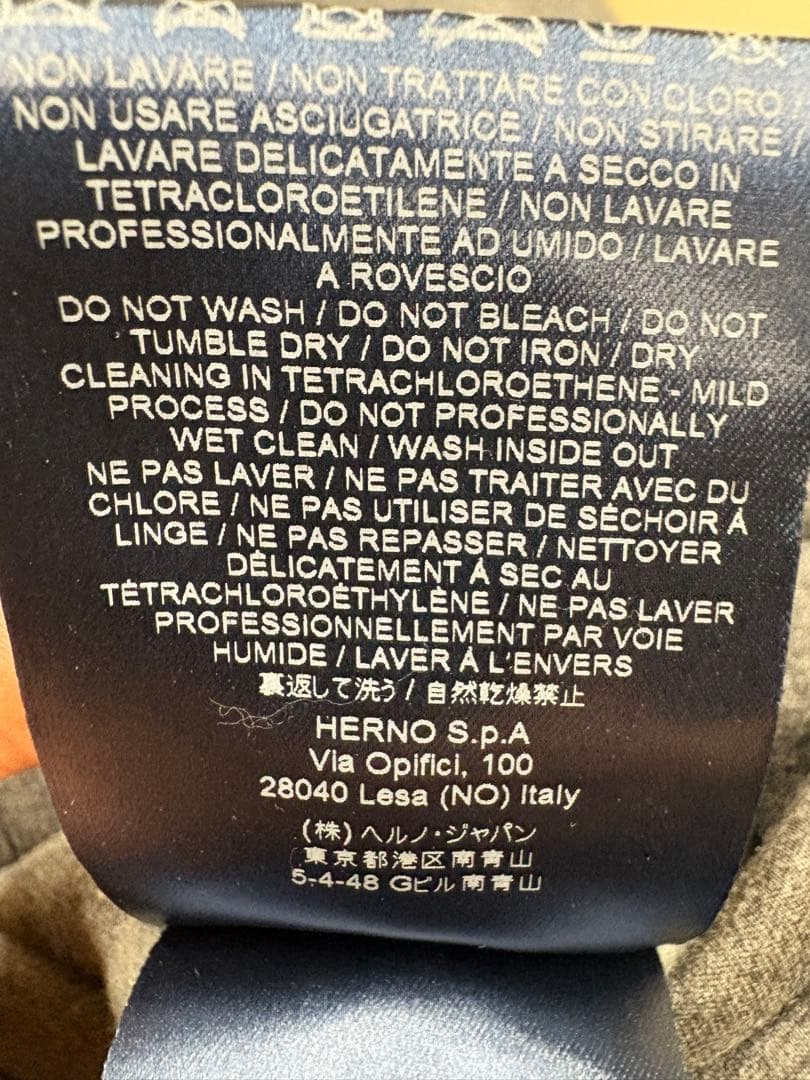 NON LAVARE / NON TRATTARE CON CLORO /
NON USARE ASCIUGATRICE / NON STIRARE /
LAVARE DELICATAMENTE A SECCO IN
TETRACLOROETILENE / NON LAVARE
PROFESSIONALMENTE AD UMIDO / LAVARE
A ROVESCIO
DO NOT WASH / DO NOT BLEACH / DO NOT
TUMBLE DRY / DO NOT IRON / DRY
CLEANING IN TETRACHLOROETHENE - MILD
PROCESS / DO NOT PROFESSIONALLY
WET CLEAN / WASH INSIDE OUT
NE PAS LAVER / NE PAS TRAITER AVEC DU
CHLORE / NE PAS UTILISER DE SÉCHOIR À
LINGE / NE PAS REPASSER / NETTOYER
DÉLICATEMENT À SEC AU
TÉTRACHLOROÉTHYLÈNE / NE PAS LAVER
PROFESSIONNELLEMENT PAR VOIE
HUMIDE / LAVER À L'ENVERS
裏返して洗う / 自然乾燥禁止
HERNO S.p.A
Via Opifici, 100
28040 Lesa (NO) Italy
(株) ヘルノ・ジャパン
東京都港区南青山
5-4-48 Gビル南青山